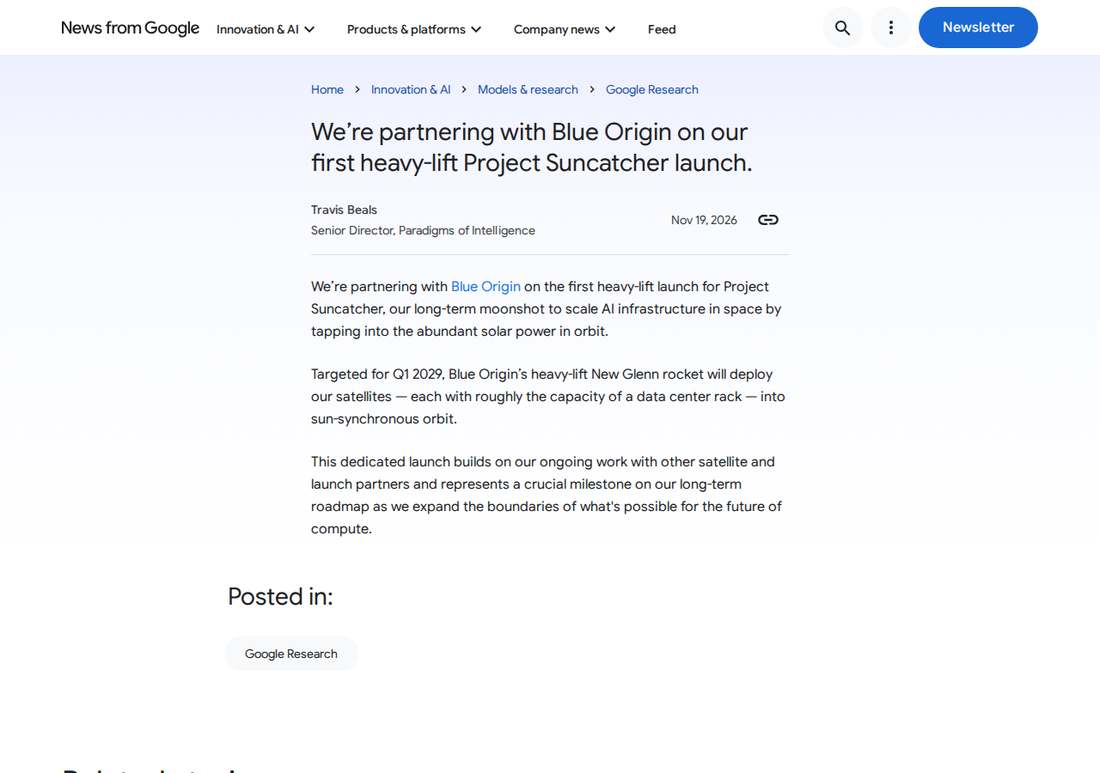 News from Google
Innovation & AI
Products & platforms
Company news
Feed
Newsletter
Home > Innovation & AI > Models & research > Google Research
We’re partnering with Blue Origin on our
first heavy-lift Project Suncatcher launch.
Travis Beals
Senior Director, Paradigms of Intelligence
Nov 19, 2026
We’re partnering with Blue Origin on the first heavy-lift launch for Project
Suncatcher, our long-term moonshot to scale AI infrastructure in space by
tapping into the abundant solar power in orbit.
Targeted for Q1 2029, Blue Origin’s heavy-lift New Glenn rocket will deploy
our satellites — each with roughly the capacity of a data center rack — into
sun-synchronous orbit.
This dedicated launch builds on our ongoing work with other satellite and
launch partners and represents a crucial milestone on our long-term
roadmap as we expand the boundaries of what's possible for the future of
compute.
Posted in:
Google Research